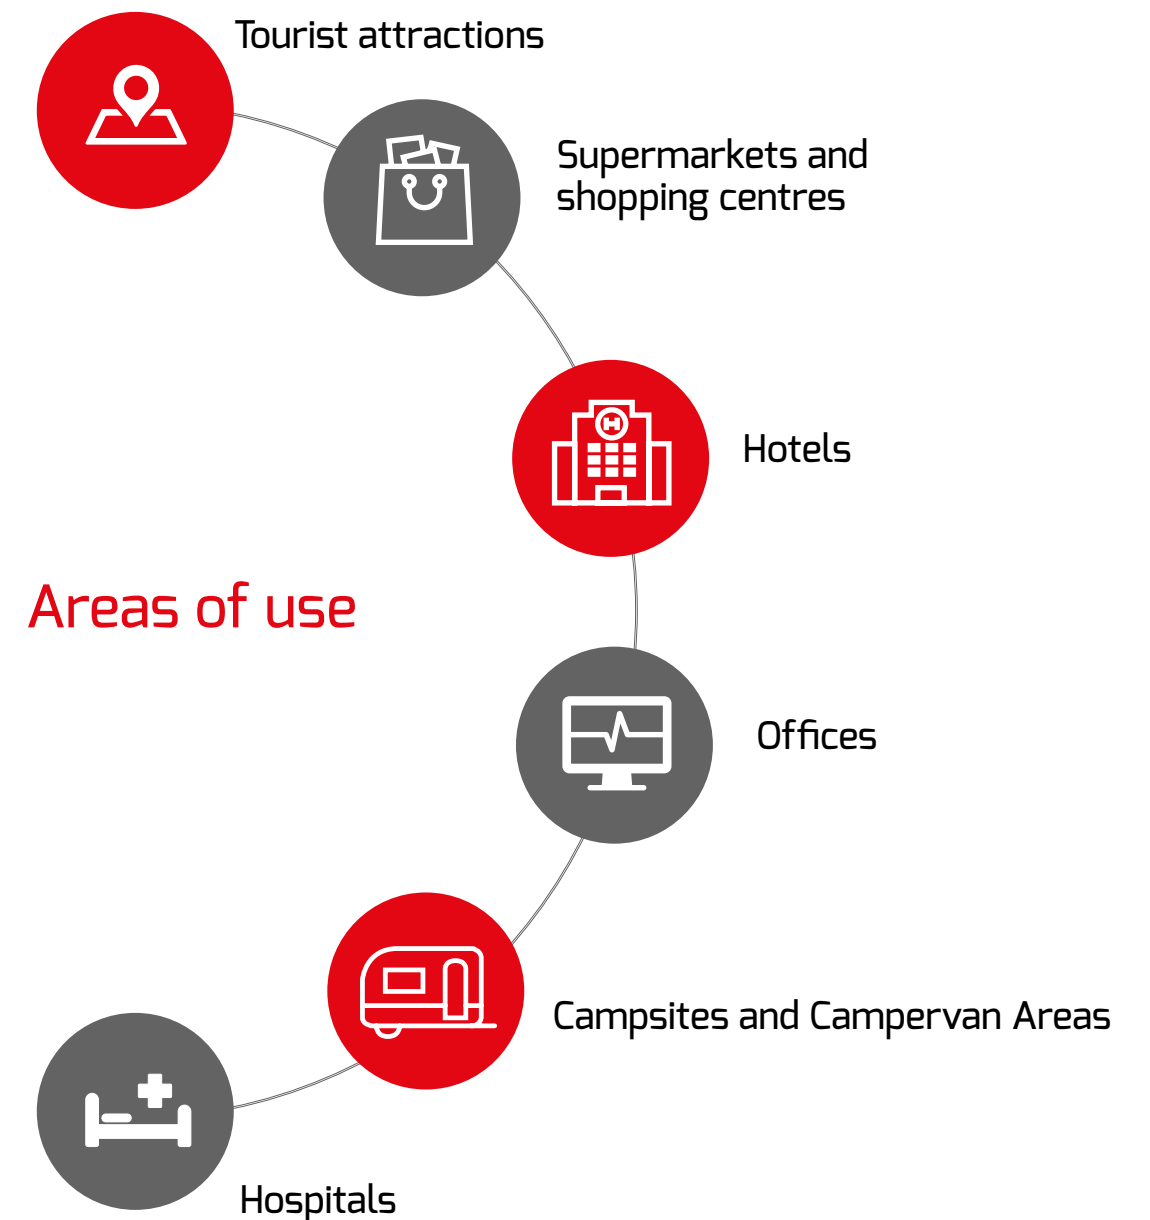 Tourist attractions
Supermarkets and
shopping centres
H
Hotels
Areas of use
Offices
Campsites and Campervan Areas
Hospitals